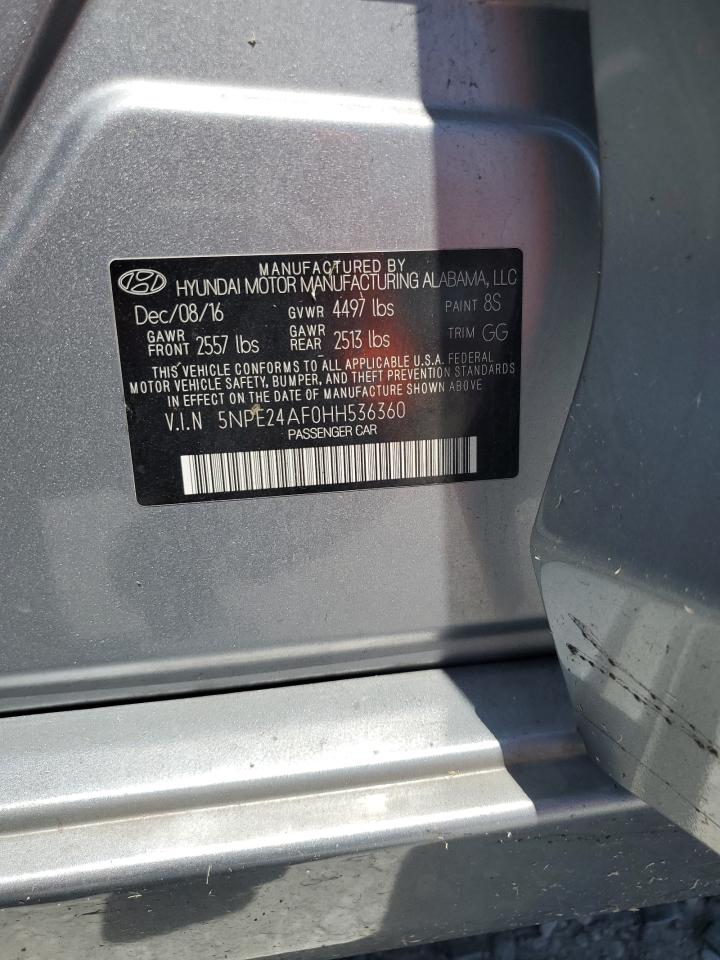 MANUFACTURED BY
HYUNDAI MOTOR MANUFACTURING ALABAMA, LLC
Dec/08/16 GVWR 4497 lbs PAINT 8S
GAWR FRONT 2557 lbs GAWR REAR 2513 lbs TRIM GG
THIS VEHICLE CONFORMS TO ALL APPLICABLE U.S.A. FEDERAL
MOTOR VEHICLE SAFETY, BUMPER, AND THEFT PREVENTION STANDARDS
IN EFFECT ON THE DATE OF MANUFACTURE SHOWN ABOVE
V.I.N 5NPE24AF0HH536360
PASSENGER CAR